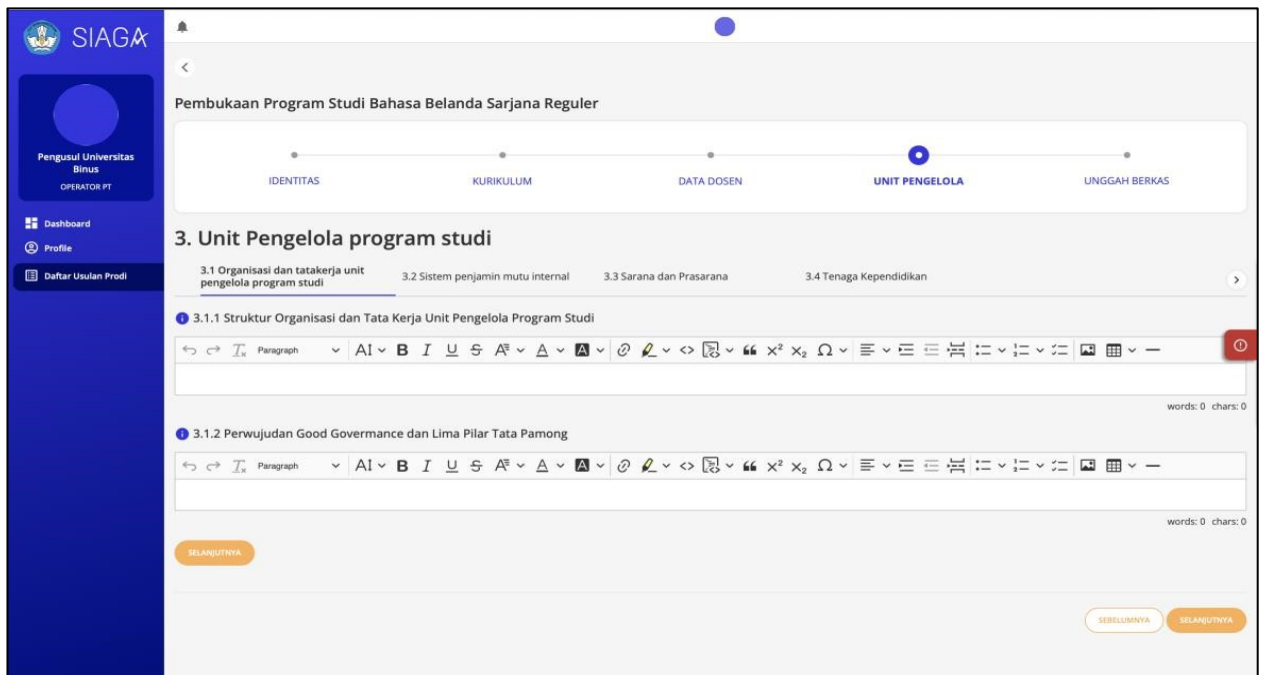 SIAGA
Pengusul Universitas
Binus
OPERATOR PT
Dashboard
Profile
Daftar Usulan Prodi
Pembukaan Program Studi Bahasa Belanda Sarjana Reguler
IDENTITAS
KURIKULUM
DATA DOSEN
UNIT PENGELOLA
UNGGAH BERKAS
3. Unit Pengelola program studi
3.1 Organisasi dan tatakerja unit
pengelola program studi
3.2 Sistem penjamin mutu internal
3.3 Sarana dan Prasarana
3.4 Tenaga Kependidikan
3.1.1 Struktur Organisasi dan Tata Kerja Unit Pengelola Program Studi
Paragraph
words: 0 chars: 0
3.1.2 Perwujudan Good Govermance dan Lima Pilar Tata Pamong
Paragraph
words: 0 chars: 0
SELANJUTNYA
SEBELUMNYA
SELANJUTNYA